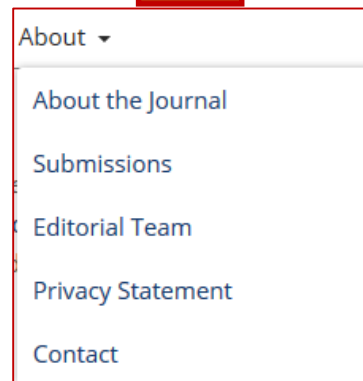 About
About the Journal
Submissions
Editorial Team
Privacy Statement
Contact